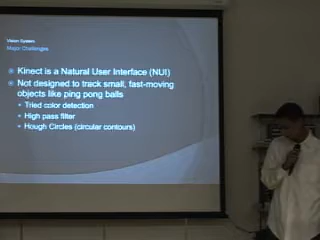 Vision System
Major Challenges
Kinect is a Natural User Interface (NUI)
Not designed to track small, fast-moving
objects like ping pong balls
Tried color detection
High pass filter
Hough Circles (circular contours)